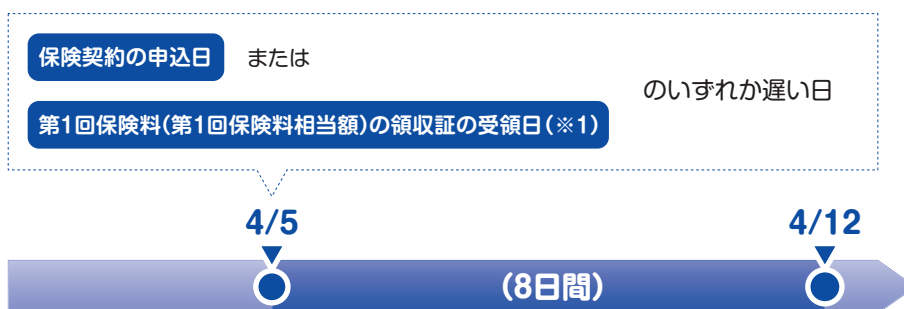 保険契約の申込日 または
のいずれか遅い日
第1回保険料(第1回保険料相当額)の領収証の受領日(※1)
4/5
4/12
(8日間)